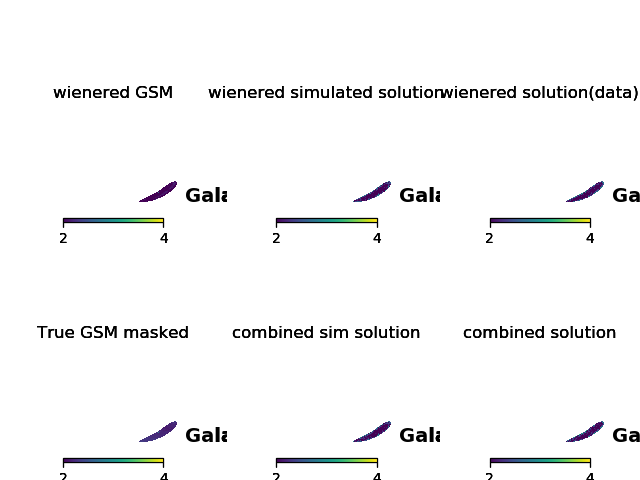 wienered GSM
wienered simulated solution
wienered solution(data)
Gala
Gala
Ga
2 4
2 4
2 4
True GSM masked
combined sim solution
combined solution
Gala
Gala
Ga
2 4
2 4
2 4